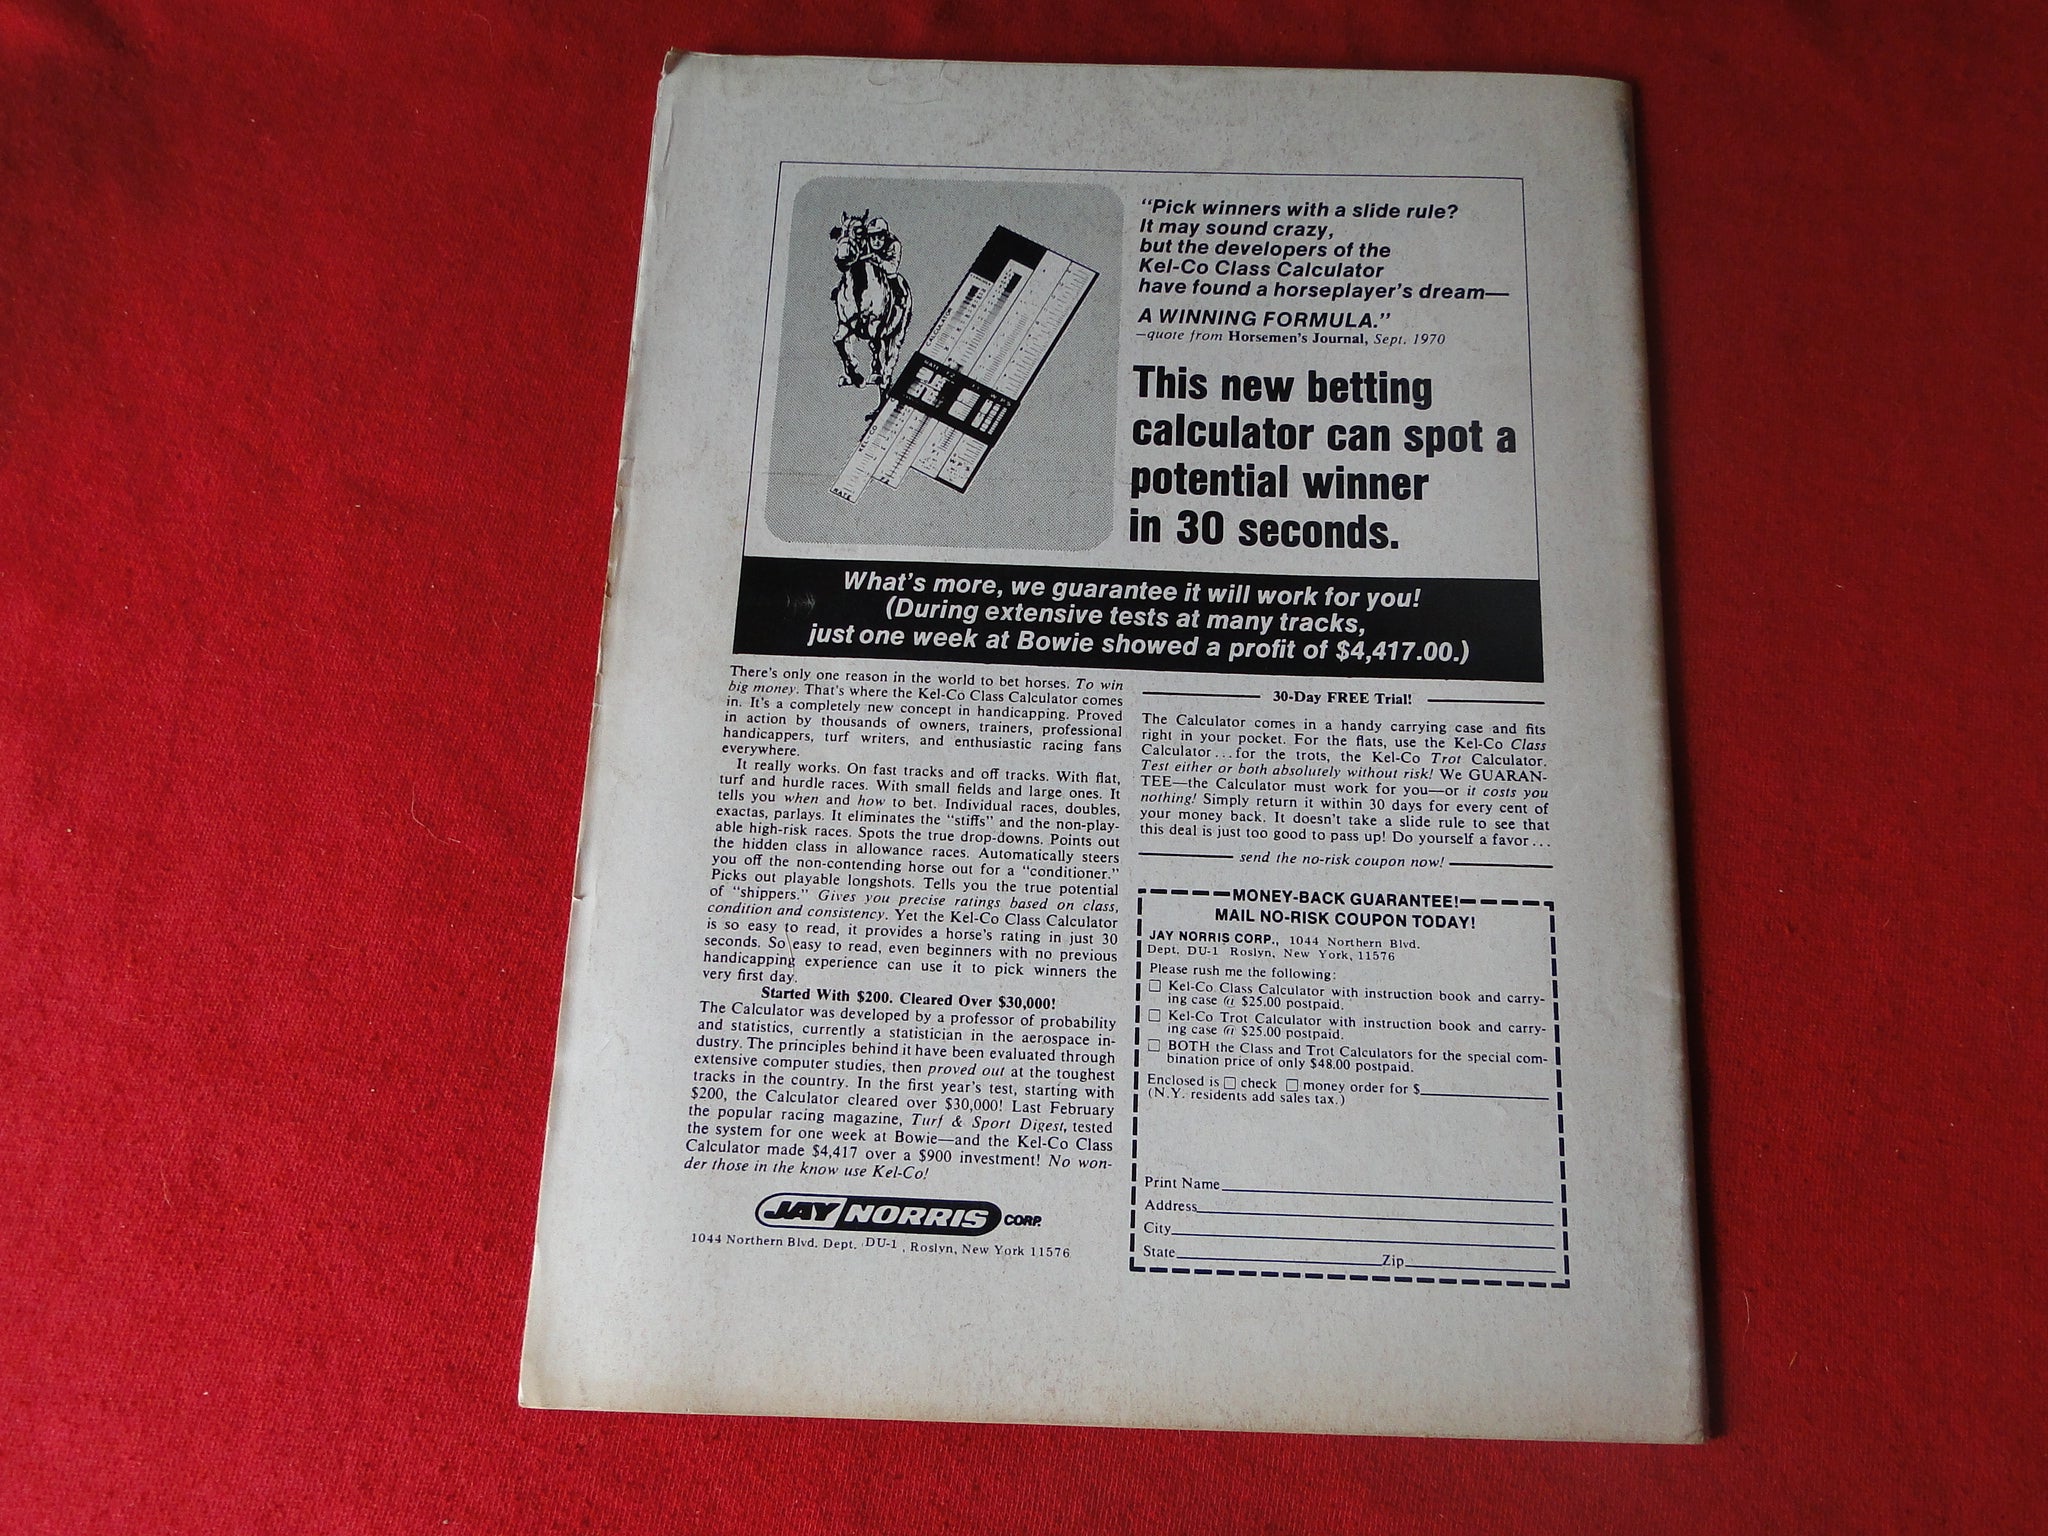 "Pick winners with a slide rule?
It may sound crazy,
but the developers of the
Kel-Co Class Calculator
have found a horseplayer's dream—
A WINNING FORMULA."
—quote from Horsemen's Journal, Sept. 1970
CALCULATOR
KEL-CO
RATE
This new betting
calculator can spot a
potential winner
in 30 seconds.
What's more, we guarantee it will work for you!
(During extensive tests at many tracks,
just one week at Bowie showed a profit of $4,417.00.)
There's only one reason in the world to bet horses. To win
big money. That's where the Kel-Co Class Calculator comes
in. It's a completely new concept in handicapping. Proved
in action by thousands of owners, trainers, professional
handicappers, turf writers, and enthusiastic racing fans
everywhere.
It really works. On fast tracks and off tracks. With flat,
turf and hurdle races. With small fields and large ones. It
tells you when and how to bet. Individual races, doubles,
exactas, parlays. It eliminates the "stiffs" and the non-play-
able high-risk races. Spots the true drop-downs. Points out
the hidden class in allowance races. Automatically steers
you off the non-contending horse out for a "conditioner."
Picks out playable longshots. Tells you the true potential
of "shippers." Gives you precise ratings based on class,
condition and consistency. Yet the Kel-Co Class Calculator
is so easy to read, it provides a horse's rating in just 30
seconds. So easy to read, even beginners with no previous
handicapping experience can use it to pick winners the
very first day.
Started With $200. Cleared Over $30,000!
The Calculator was developed by a professor of probability
and statistics, currently a statistician in the aerospace in-
dustry. The principles behind it have been evaluated through
extensive computer studies, then proved out at the toughest
tracks in the country. In the first year's test, starting with
$200, the Calculator cleared over $30,000! Last February
the popular racing magazine, Turf & Sport Digest, tested
the system for one week at Bowie—and the Kel-Co Class
Calculator made $4,417 over a $900 investment! No won-
der those in the know use Kel-Co!
JAY NORRIS CORP.
1044 Northern Blvd. Dept. DU-1, Roslyn, New York 11576
30-Day FREE Trial!
The Calculator comes in a handy carrying case and fits
right in your pocket. For the flats, use the Kel-Co Class
Calculator...for the trots, the Kel-Co Trot Calculator.
Test either or both absolutely without risk! We GUARAN-
TEE—the Calculator must work for you—or it costs you
nothing! Simply return it within 30 days for every cent of
your money back. It doesn't take a slide rule to see that
this deal is just too good to pass up! Do yourself a favor...
send the no-risk coupon now!
MONEY-BACK GUARANTEE!
MAIL NO-RISK COUPON TODAY!
JAY NORRIS CORP., 1044 Northern Blvd.
Dept. DU-1 Roslyn, New York, 11576
Please rush me the following:
☐ Kel-Co Class Calculator with instruction book and carry-
ing case @ $25.00 postpaid.
☐ Kel-Co Trot Calculator with instruction book and carry-
ing case @ $25.00 postpaid.
☐ BOTH the Class and Trot Calculators for the special com-
bination price of only $48.00 postpaid.
Enclosed is ☐ check ☐ money order for $
(N.Y. residents add sales tax.)
Print Name
Address
City
State Zip